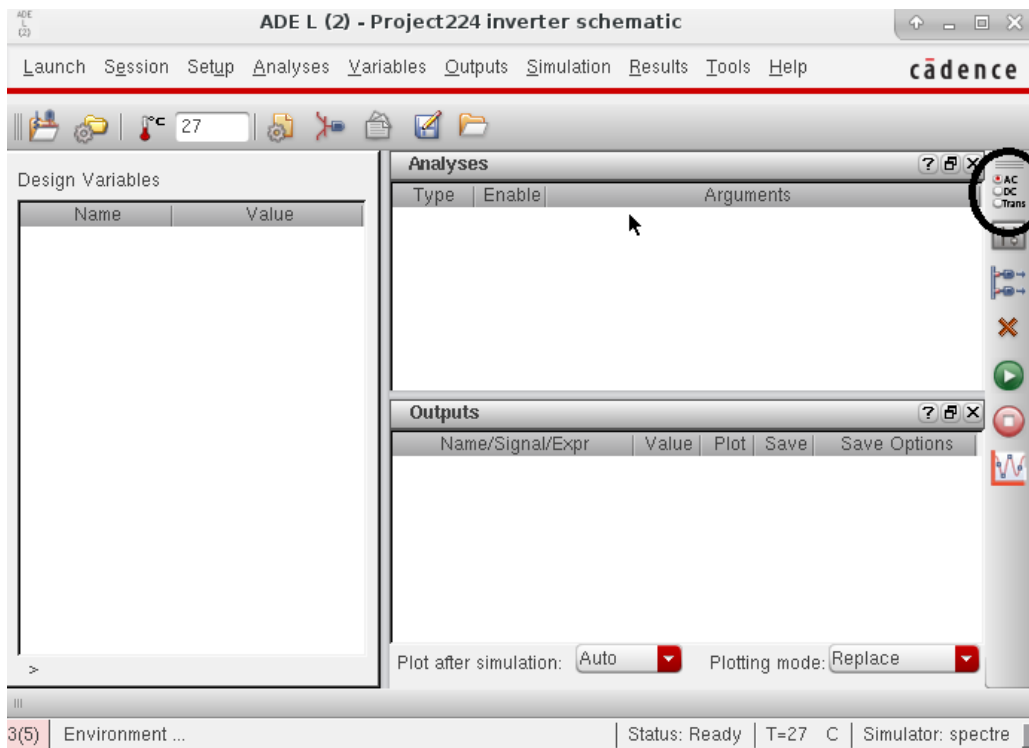 ADE
L
(2)
ADE L (2) - Project224 inverter schematic
Launch Session Setup Analyses Variables Outputs Simulation Results Tools Help
cādence
°C 27
Design Variables
Name Value
>
Analyses
Type Enable Arguments
AC
DC
Trans
Outputs
Name/Signal/Expr Value Plot Save Save Options
Plot after simulation: Auto Plotting mode: Replace
3(5) Environment ... Status: Ready T=27 C Simulator: spectre